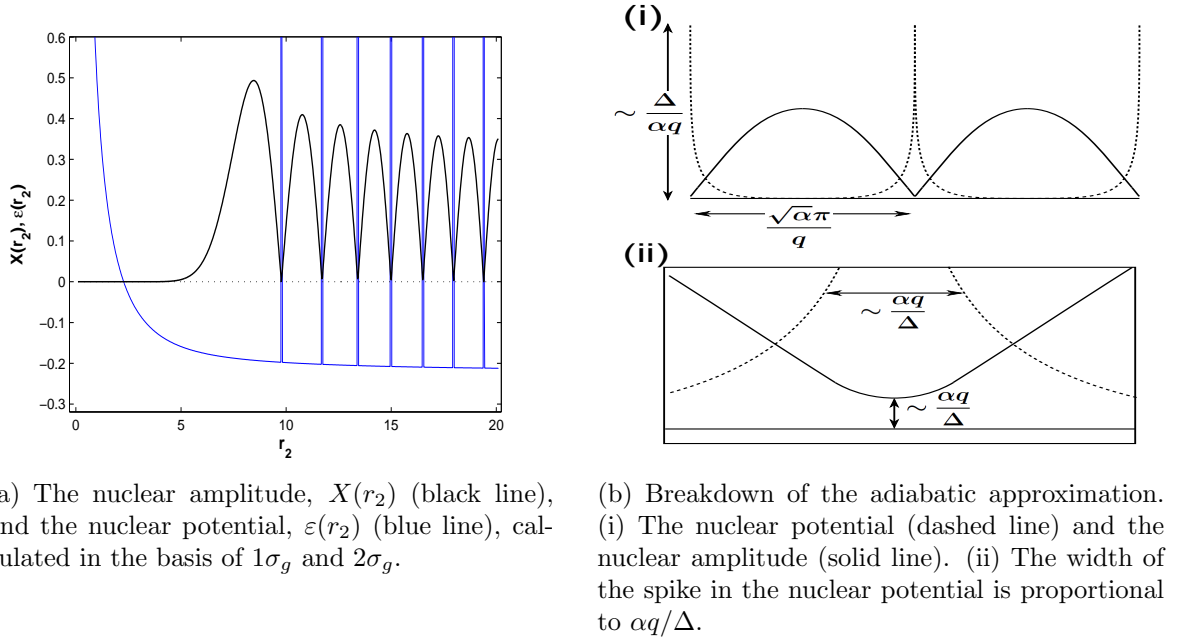 X(r₂), ε(r₂)
0.6
0.5
0.4
0.3
0.2
0.1
0
−0.1
−0.2
−0.3
0
5
10
15
20
r₂
a) The nuclear amplitude, X(r₂) (black line),
nd the nuclear potential, ε(r₂) (blue line), cal-
ulated in the basis of 1σg and 2σg.
(i)
∼ Δ/αq
√απ/q
(ii)
∼ αq/Δ
∼ αq/Δ
(b) Breakdown of the adiabatic approximation.
(i) The nuclear potential (dashed line) and the
nuclear amplitude (solid line). (ii) The width of
the spike in the nuclear potential is proportional
to αq/Δ.